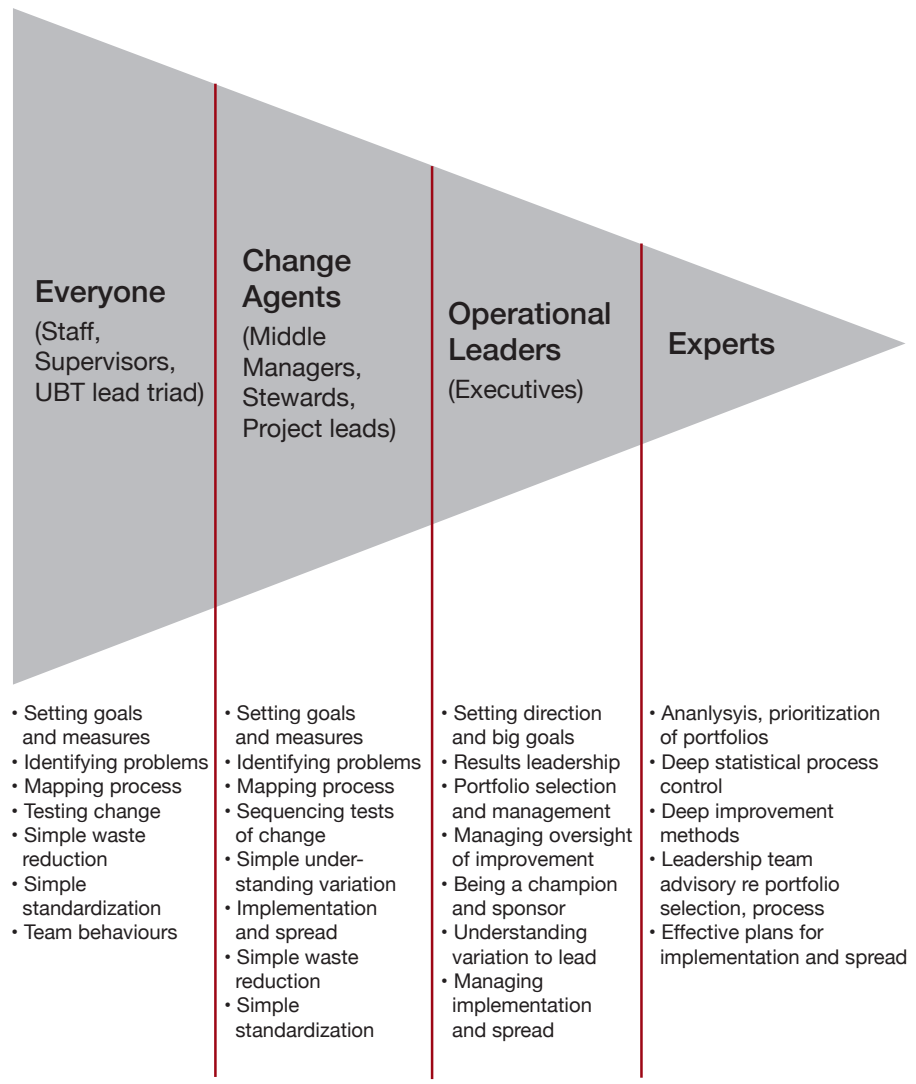 Everyone
(Staff,
Supervisors,
UBT lead triad)
Change
Agents
(Middle
Managers,
Stewards,
Project leads)
Operational
Leaders
(Executives)
Experts
• Setting goals
and measures
• Identifying problems
• Mapping process
• Testing change
• Simple waste
reduction
• Simple
standardization
• Team behaviours
• Setting goals
and measures
• Identifying problems
• Mapping process
• Sequencing tests
of change
• Simple under-
standing variation
• Implementation
and spread
• Simple waste
reduction
• Simple
standardization
• Setting direction
and big goals
• Results leadership
• Portfolio selection
and management
• Managing oversight
of improvement
• Being a champion
and sponsor
• Understanding
variation to lead
• Managing
implementation
and spread
• Ananlysyis, prioritization
of portfolios
• Deep statistical process
control
• Deep improvement
methods
• Leadership team
advisory re portfolio
selection, process
• Effective plans for
implementation and spread